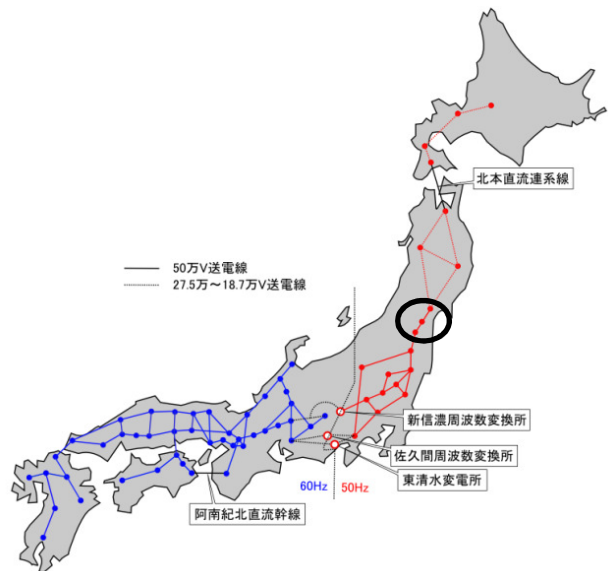 北本直流連系線
50万V送電線
27.5万～18.7万V送電線
新信濃周波数変換所
佐久間周波数変換所
東清水変電所
60Hz
50Hz
阿南紀北直流幹線